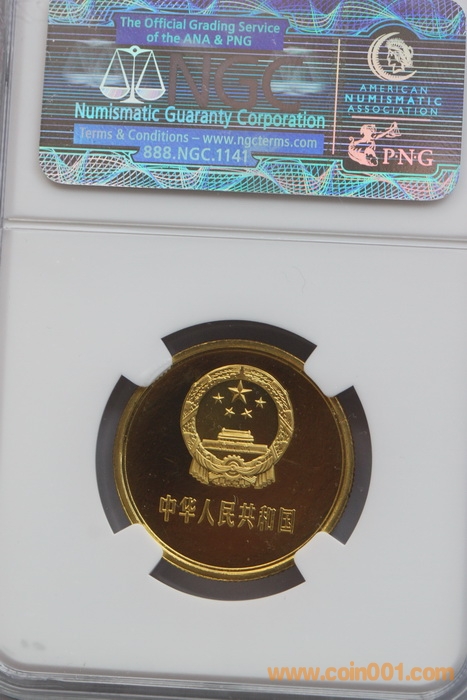 The Official Grading Service
of the ANA & PNG
NGC
Numismatic Guaranty Corporation
Terms & Conditions – www.ngcterms.com
888.NGC.1141
AMERICAN
NUMISMATIC
ASSOCIATION
P·N·G
中华人民共和国
www.coin001.com